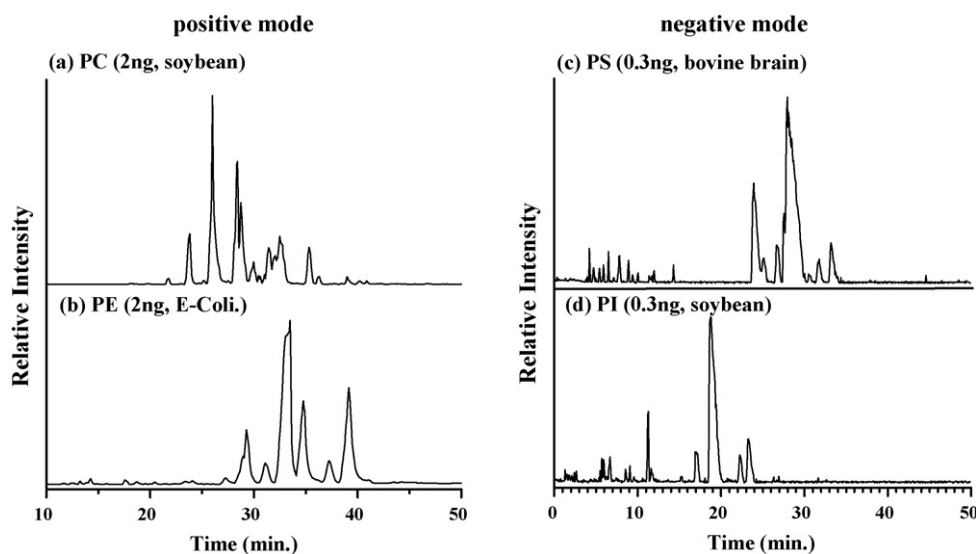 positive mode
(a) PC (2ng, soybean)
(b) PE (2ng, E-Coli.)
Relative Intensity
10 20 30 40 50
Time (min.)
negative mode
(c) PS (0.3ng, bovine brain)
(d) PI (0.3ng, soybean)
Relative Intensity
0 10 20 30 40 50
Time (min.)